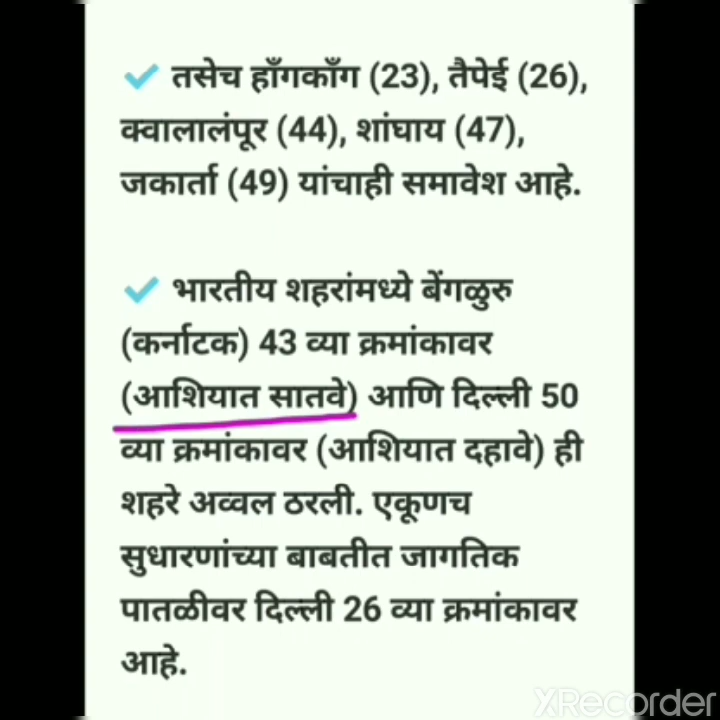 ✓ तसेच हाँगकाँग (23), तैपेई (26),
क्वालालंपूर (44), शांघाय (47),
जकार्ता (49) यांचाही समावेश आहे.
✓ भारतीय शहरांमध्ये बेंगळुरु
(कर्नाटक) 43 व्या क्रमांकावर
(आशियात सातवे) आणि दिल्ली 50
व्या क्रमांकावर (आशियात दहावे) ही
शहरे अव्वल ठरली. एकूणच
सुधारणांच्या बाबतीत जागतिक
पातळीवर दिल्ली 26 व्या क्रमांकावर
आहे.
XRecorder